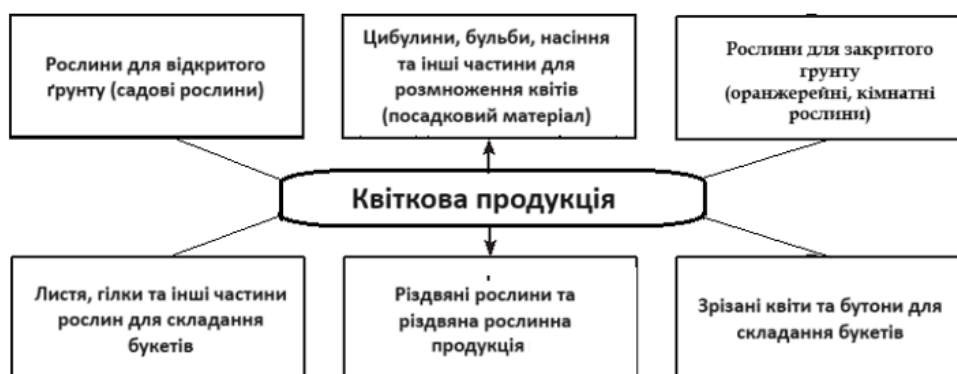 Рослини для відкритого
ґрунту (садові рослини)
Цибулини, бульби, насіння
та інші частини для
розмноження квітів
(посадковий матеріал)
Рослини для закритого
грунту
(оранжерейні, кімнатні
рослини)
Квіткова продукція
Листя, гілки та інші частини
рослин для складання
букетів
Різдвяні рослини та
різдвяна рослинна
продукція
Зрізані квіти та бутони для
складання букетів